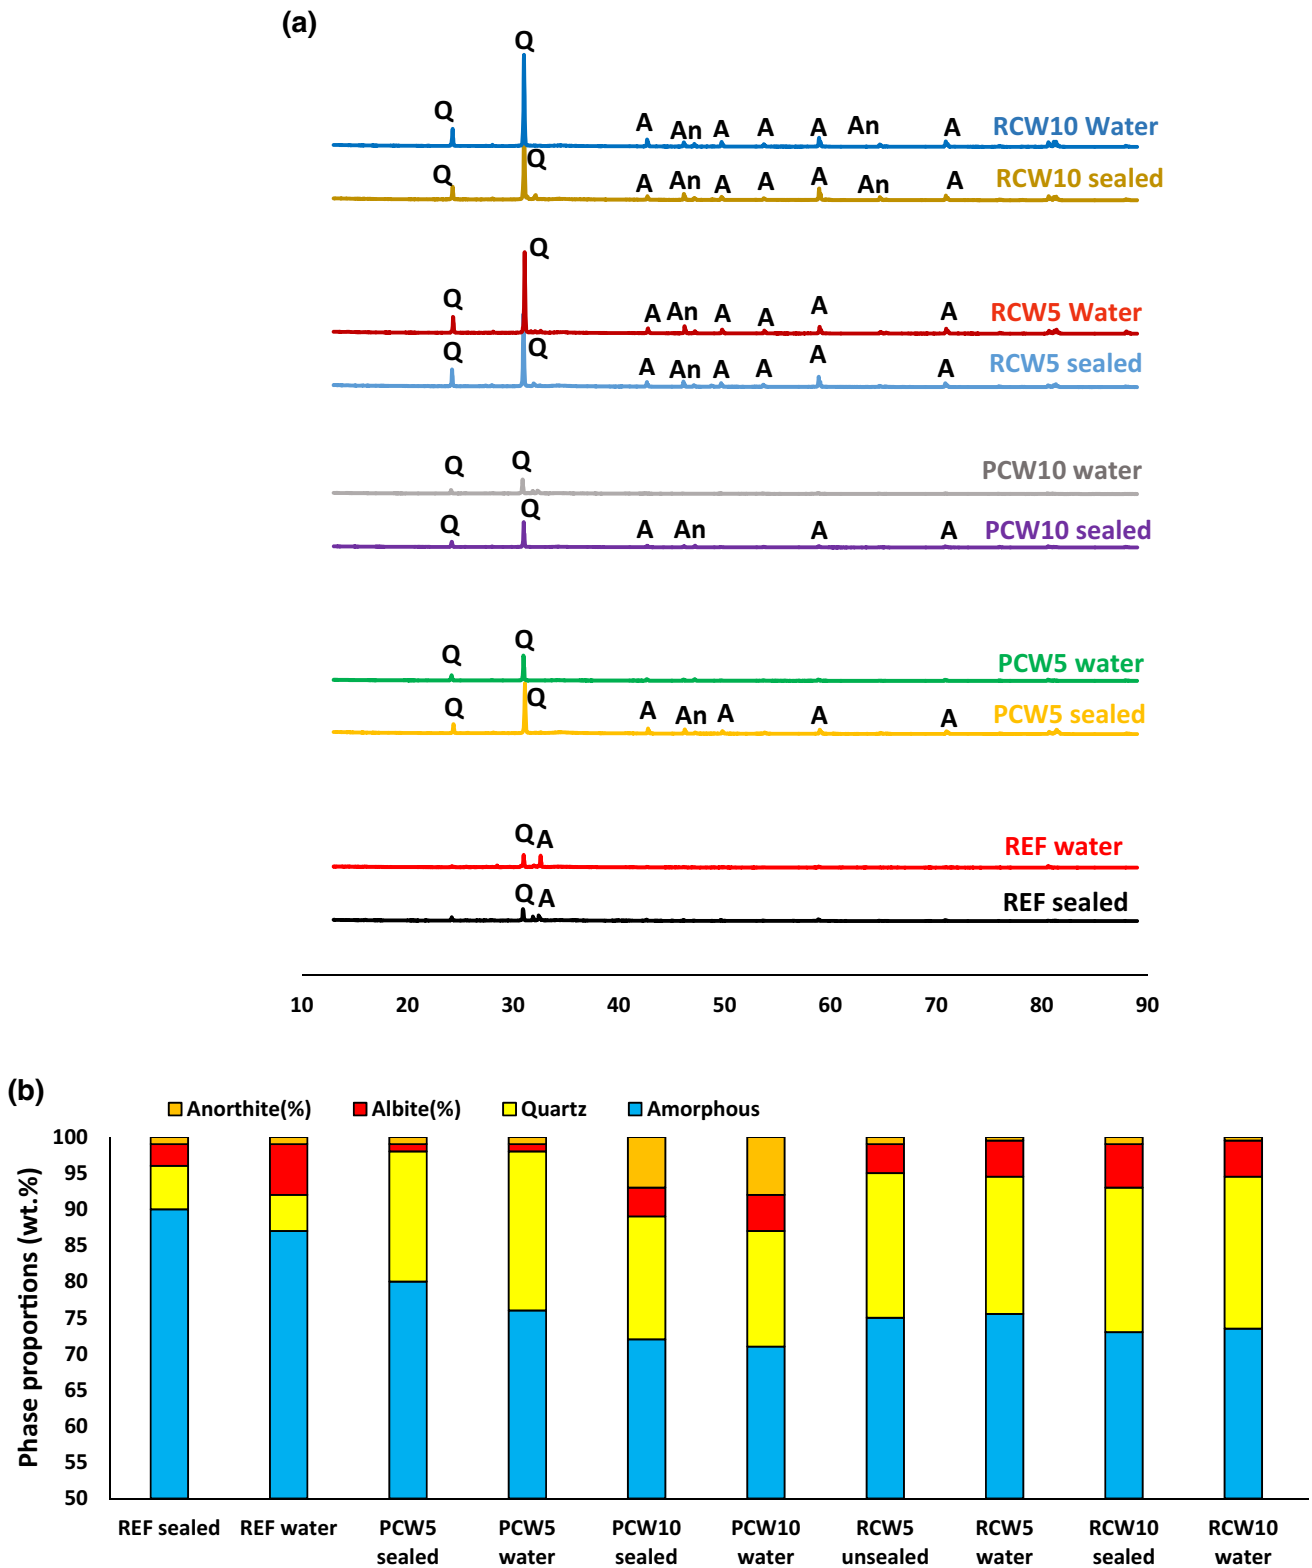 (a)
Q
Q A An A A A An A RCW10 Water
Q Q A An A A A An A RCW10 sealed
Q
Q A An A A A A RCW5 Water
Q Q A An A A A A RCW5 sealed
Q Q PCW10 water
Q Q A An A A PCW10 sealed
Q Q PCW5 water
Q Q A An A A A PCW5 sealed
Q A REF water
Q A REF sealed
10 20 30 40 50 60 70 80 90
(b)
Anorthite(%) Albite(%) Quartz Amorphous
Phase proportions (wt.%)
100
95
90
85
80
75
70
65
60
55
50
REF sealed REF water PCW5 sealed PCW5 water PCW10 sealed PCW10 water RCW5 unsealed RCW5 water RCW10 sealed RCW10 water